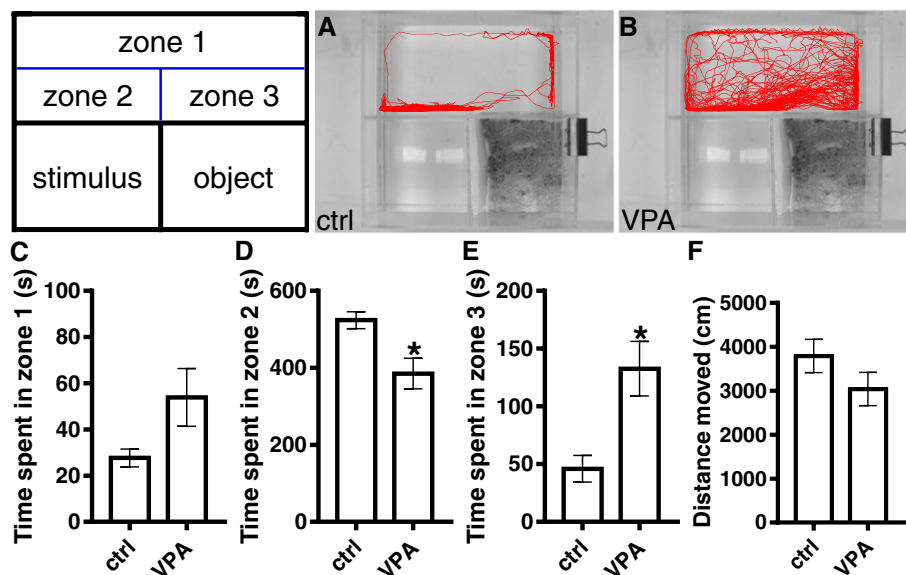 zone 1
zone 2 zone 3
stimulus object
A
ctrl
B
VPA
C
Time spent in zone 1 (s)
100
80
60
40
20
0
ctrl VPA
D
Time spent in zone 2 (s)
600
400
200
0
*
ctrl VPA
E
Time spent in zone 3 (s)
200
150
100
50
0
*
ctrl VPA
F
Distance moved (cm)
5000
4000
3000
2000
1000
0
ctrl VPA